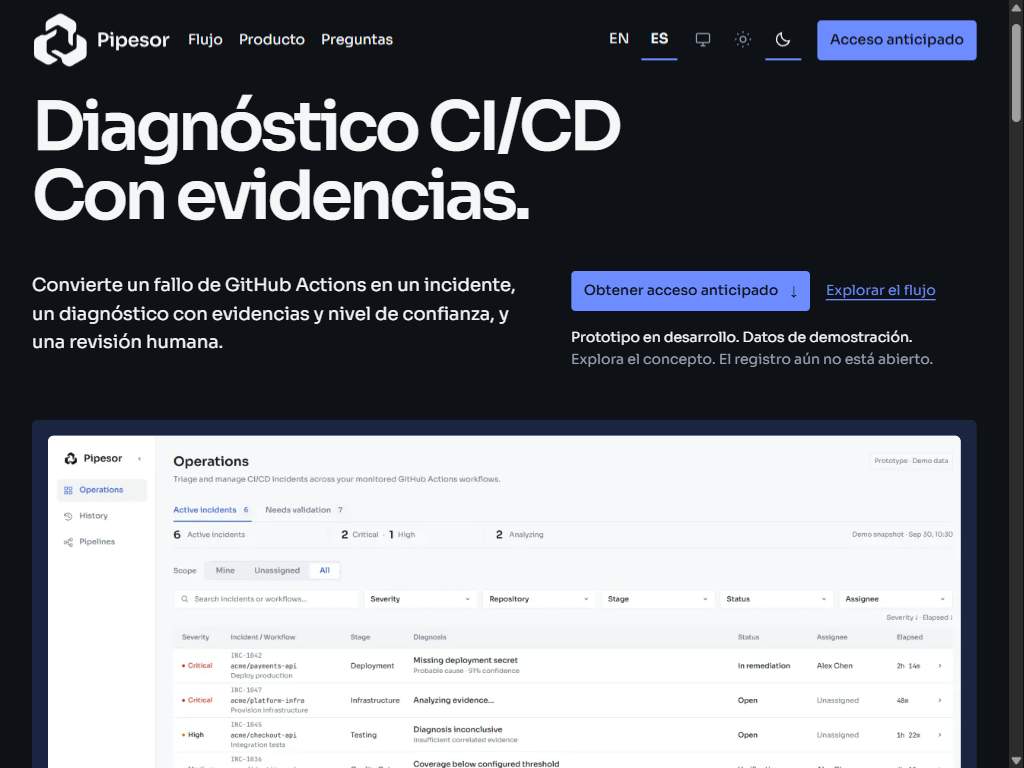 Pipesor Flujo Producto Preguntas EN ES Acceso anticipado
Diagnóstico CI/CD
Con evidencias.
Convierte un fallo de GitHub Actions en un incidente,
un diagnóstico con evidencias y nivel de confianza, y
una revisión humana.
Obtener acceso anticipado ↓ Explorar el flujo
Prototipo en desarrollo. Datos de demostración.
Explora el concepto. El registro aún no está abierto.
Pipesor
Operations
History
Pipelines
Operations
Prototype · Demo data
Triage and manage CI/CD incidents across your monitored GitHub Actions workflows.
Active incidents 6 Needs validation 7
6 Active incidents 2 Critical · 1 High 2 Analyzing Demo snapshot · Sep 30, 10:30
Scope Mine Unassigned All
Search incidents or workflows... Severity Repository Stage Status Assignee
Severity ↓ · Elapsed ↓
Severity Incident / Workflow Stage Diagnosis Status Assignee Elapsed
INC-1042
Critical acme/payments-api Deployment Missing deployment secret In remediation Alex Chen 2h 14m
Deploy production Probable cause · 91% confidence
INC-1047
Critical acme/platform-infra Infrastructure Analyzing evidence... Open Unassigned 48m
Provision infrastructure
INC-1045
High acme/checkout-api Testing Diagnosis inconclusive Open Unassigned 1h 22m
Integration tests Insufficient correlated evidence
INC-1036
Coverage below configured threshold